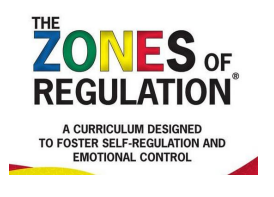 THE
ZONES OF
REGULATION®
A CURRICULUM DESIGNED
TO FOSTER SELF-REGULATION AND
EMOTIONAL CONTROL